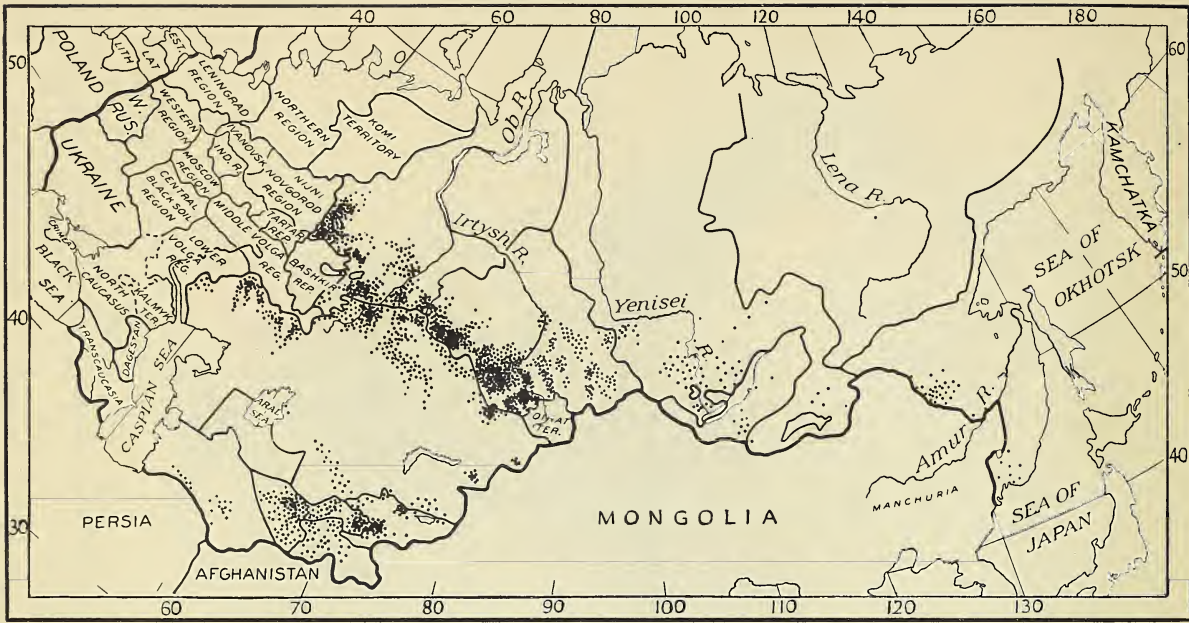 40 60 70 80 100 120 140 160 180
50
60
POLAND
LITH
LAT
EST.
LENINGRAD
REGION
NORTHERN
REGION
KOMI
TERRITORY
Ob R.
W.
RUS.
WESTERN
REGION
UKRAINE
MOSCOW
REGION
IVANOVSK
IND. R.
NIJNI
NOVGOROD
REGION
CENTRAL
BLACK SOIL
REGION
TARTAR
REP.
MIDDLE VOLGA
REG.
BASHKIR
REP.
LOWER
VOLGA
REG.
Irtysh R.
Lena R.
KAMCHATKA
SEA OF
OKHOTSK
50
BLACK
SEA
NORTH
CAUCASUS
KALMYK
TER.
DAGESTAN
TRANSCAUCASIA
CASPIAN SEA
ARAL
SEA
Yenisei
R.
TER.
40
Amur R.
MANCHURIA
40
SEA OF
JAPAN
30
PERSIA
MONGOLIA
AFGHANISTAN
60 70 80 90 100 110 120 130